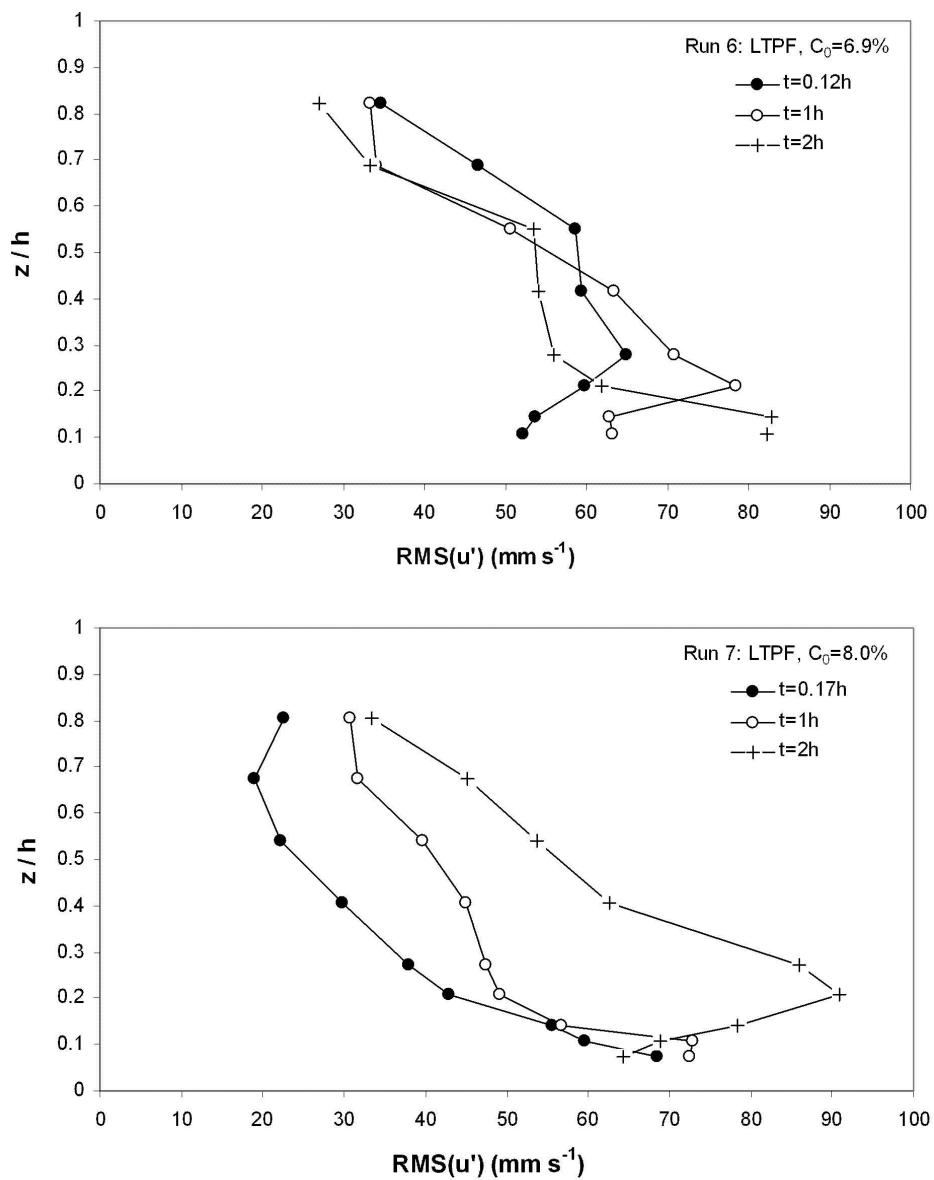 Run 6: LTPF, C₀=6.9%
t=0.12h
t=1h
t=2h
1
0.9
0.8
0.7
0.6
0.5
0.4
0.3
0.2
0.1
0
z / h
0 10 20 30 40 50 60 70 80 90 100
RMS(u') (mm s⁻¹)
Run 7: LTPF, C₀=8.0%
t=0.17h
t=1h
t=2h
1
0.9
0.8
0.7
0.6
0.5
0.4
0.3
0.2
0.1
0
z / h
0 10 20 30 40 50 60 70 80 90 100
RMS(u') (mm s⁻¹)